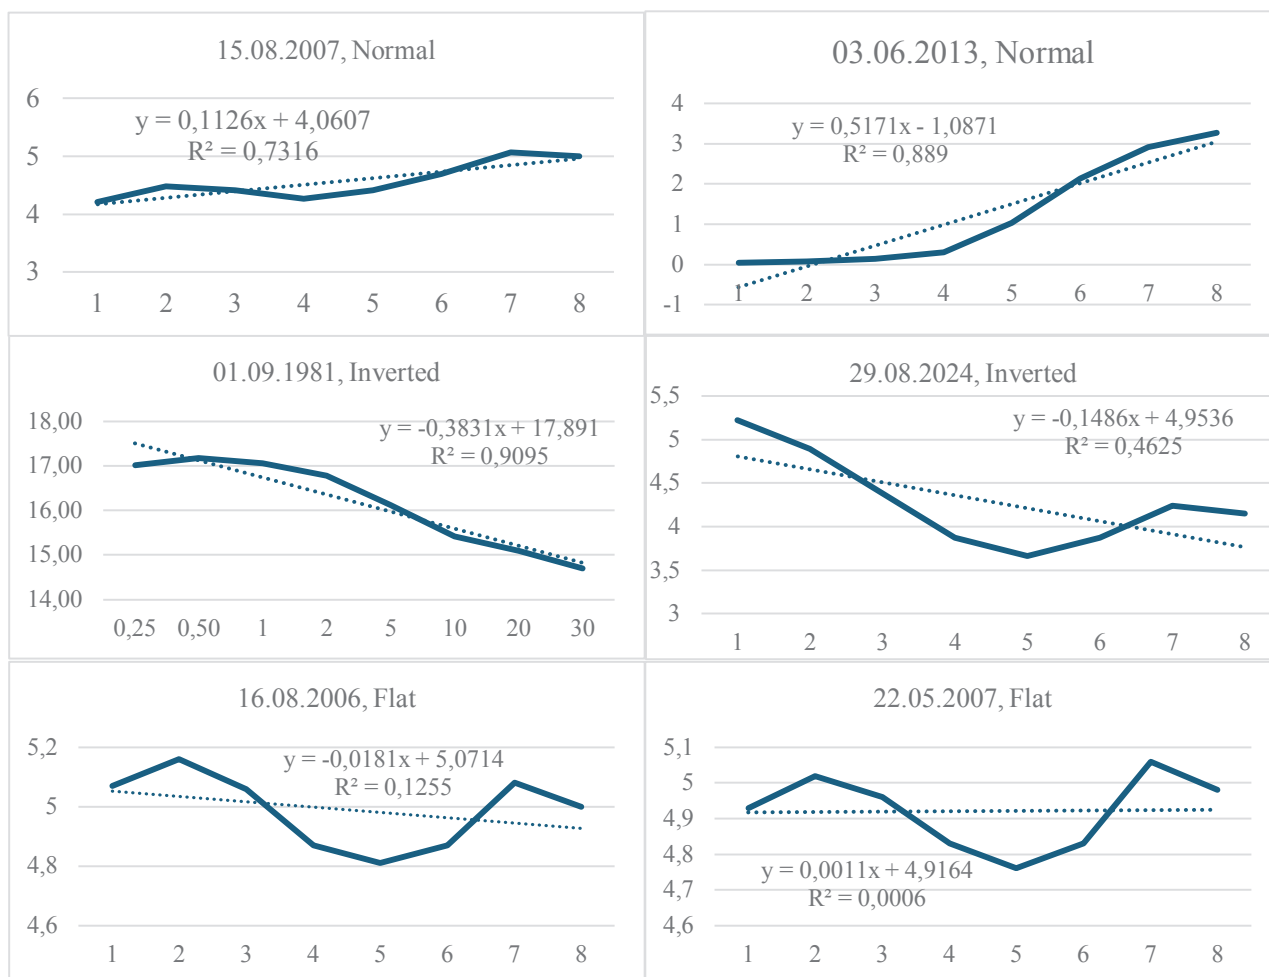 15.08.2007, Normal
6
5
4
3
y = 0,1126x + 4,0607
R² = 0,7316
1 2 3 4 5 6 7 8
03.06.2013, Normal
4
3
2
1
0
-1
y = 0,5171x - 1,0871
R² = 0,889
1 2 3 4 5 6 7 8
01.09.1981, Inverted
18,00
17,00
16,00
15,00
14,00
y = -0,3831x + 17,891
R² = 0,9095
0,25 0,50 1 2 5 10 20 30
29.08.2024, Inverted
5,5
5
4,5
4
3,5
3
y = -0,1486x + 4,9536
R² = 0,4625
1 2 3 4 5 6 7 8
16.08.2006, Flat
5,2
5
4,8
4,6
y = -0,0181x + 5,0714
R² = 0,1255
1 2 3 4 5 6 7 8
22.05.2007, Flat
5,1
5
4,9
4,8
4,7
4,6
y = 0,0011x + 4,9164
R² = 0,0006
1 2 3 4 5 6 7 8